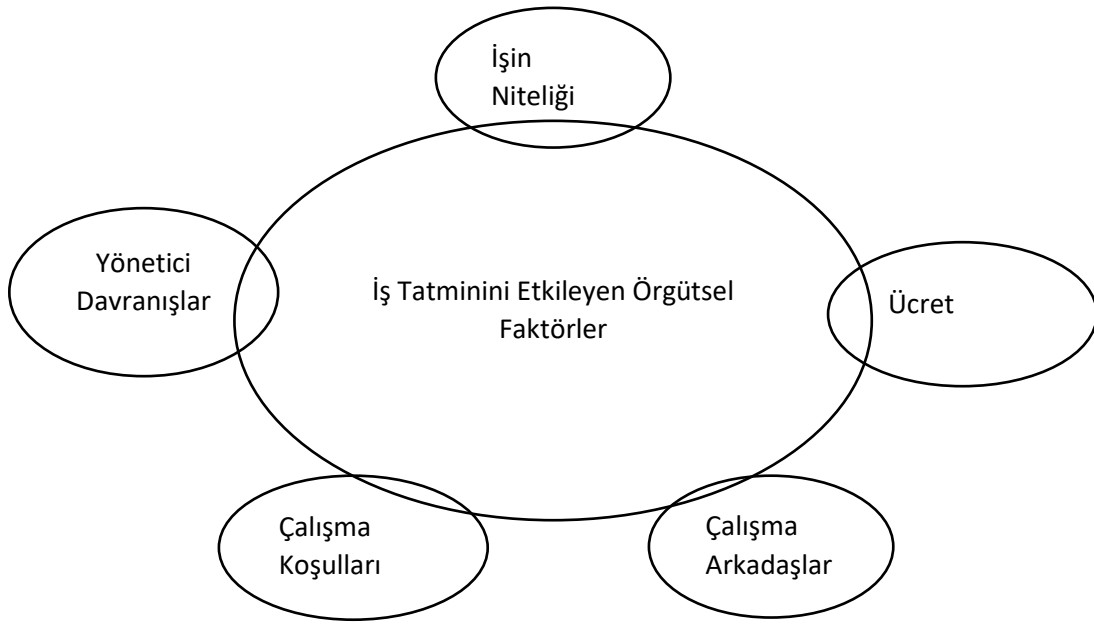 İşin
Niteliği
Yönetici
Davranışlar
İş Tatminini Etkileyen Örgütsel
Faktörler
Ücret
Çalışma
Koşulları
Çalışma
Arkadaşlar